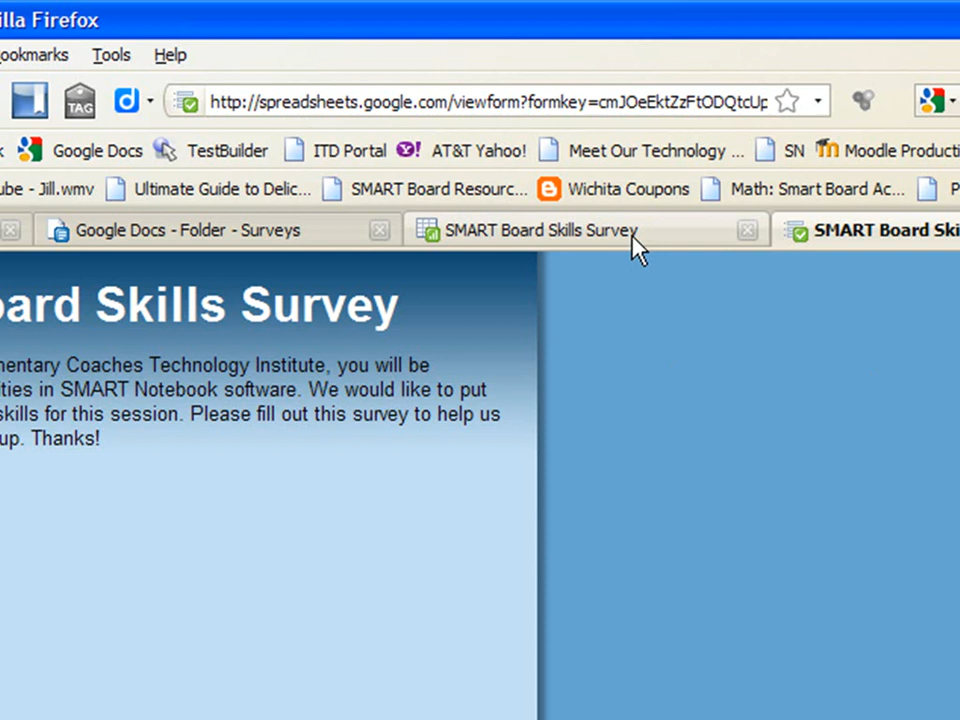 illa Firefox
ookmarks Tools Help
TAG http://spreadsheets.google.com/viewform?formkey=cmJOeEktZzFtODQtcUp
k Google Docs TestBuilder ITD Portal AT&T Yahoo! Meet Our Technology ... SN Moodle Producti
ube - Jill.wmv Ultimate Guide to Delic... SMART Board Resourc... Wichita Coupons Math: Smart Board Ac... P
Google Docs - Folder - Surveys SMART Board Skills Survey SMART Board Ski
oard Skills Survey
mentary Coaches Technology Institute, you will be
ities in SMART Notebook software. We would like to put
skills for this session. Please fill out this survey to help us
up. Thanks!